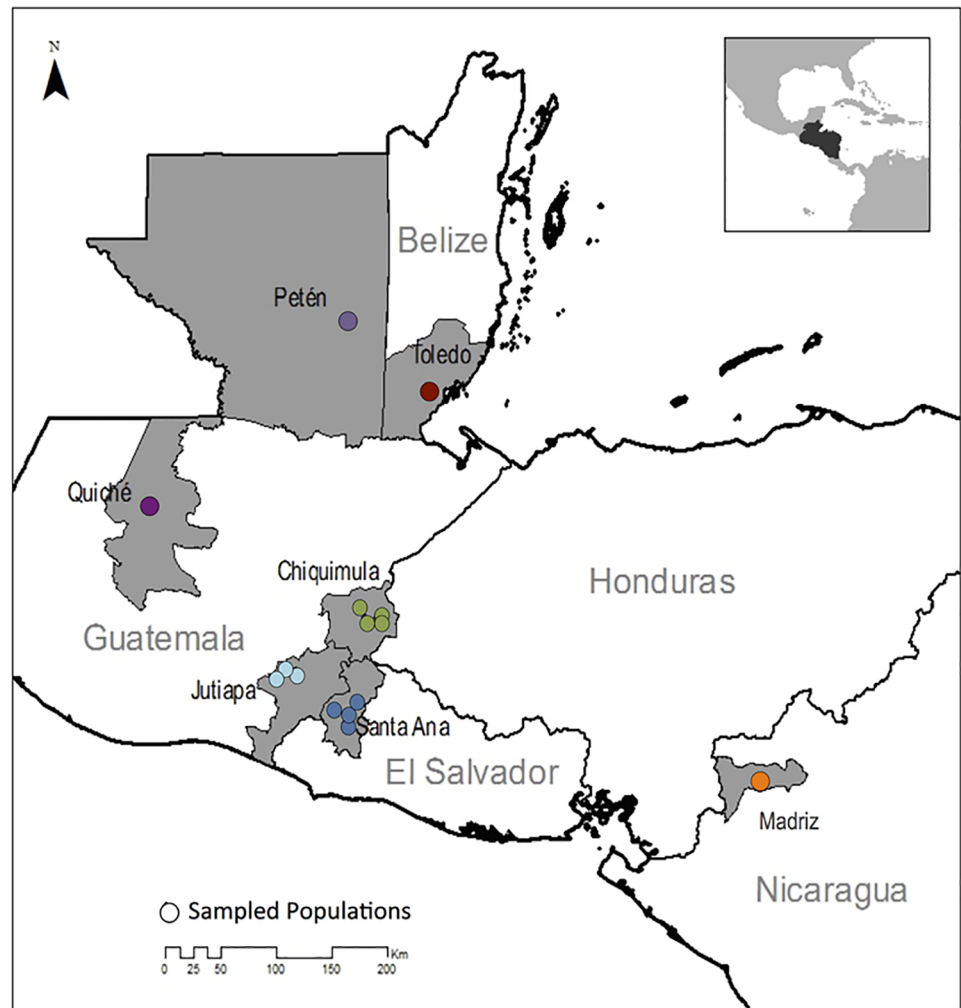 N
Belize
Petén
Toledo
Quiché
Chiquimula
Honduras
Guatemala
Jutiapa
Santa Ana
El Salvador
Madriz
Nicaragua
Sampled Populations
Km
0 25 50 100 150 200